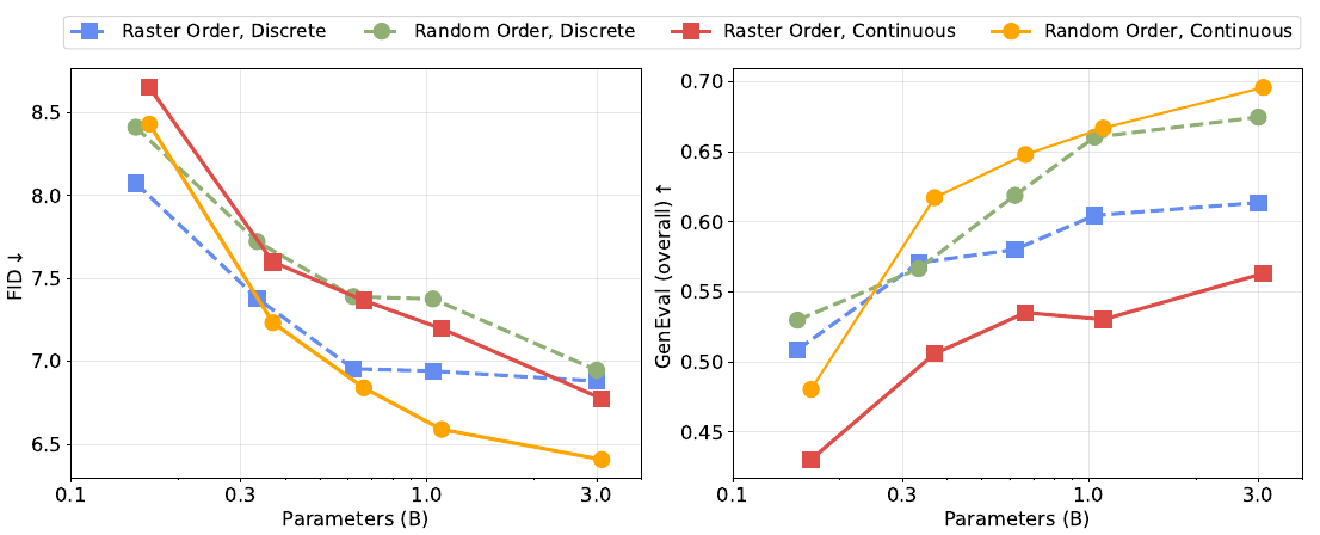 Raster Order, Discrete
Random Order, Discrete
Raster Order, Continuous
Random Order, Continuous
FID ↓
8.5
8.0
7.5
7.0
6.5
0.1
0.3
1.0
3.0
Parameters (B)
GenEval (overall) ↑
0.70
0.65
0.60
0.55
0.50
0.45
0.1
0.3
1.0
3.0
Parameters (B)